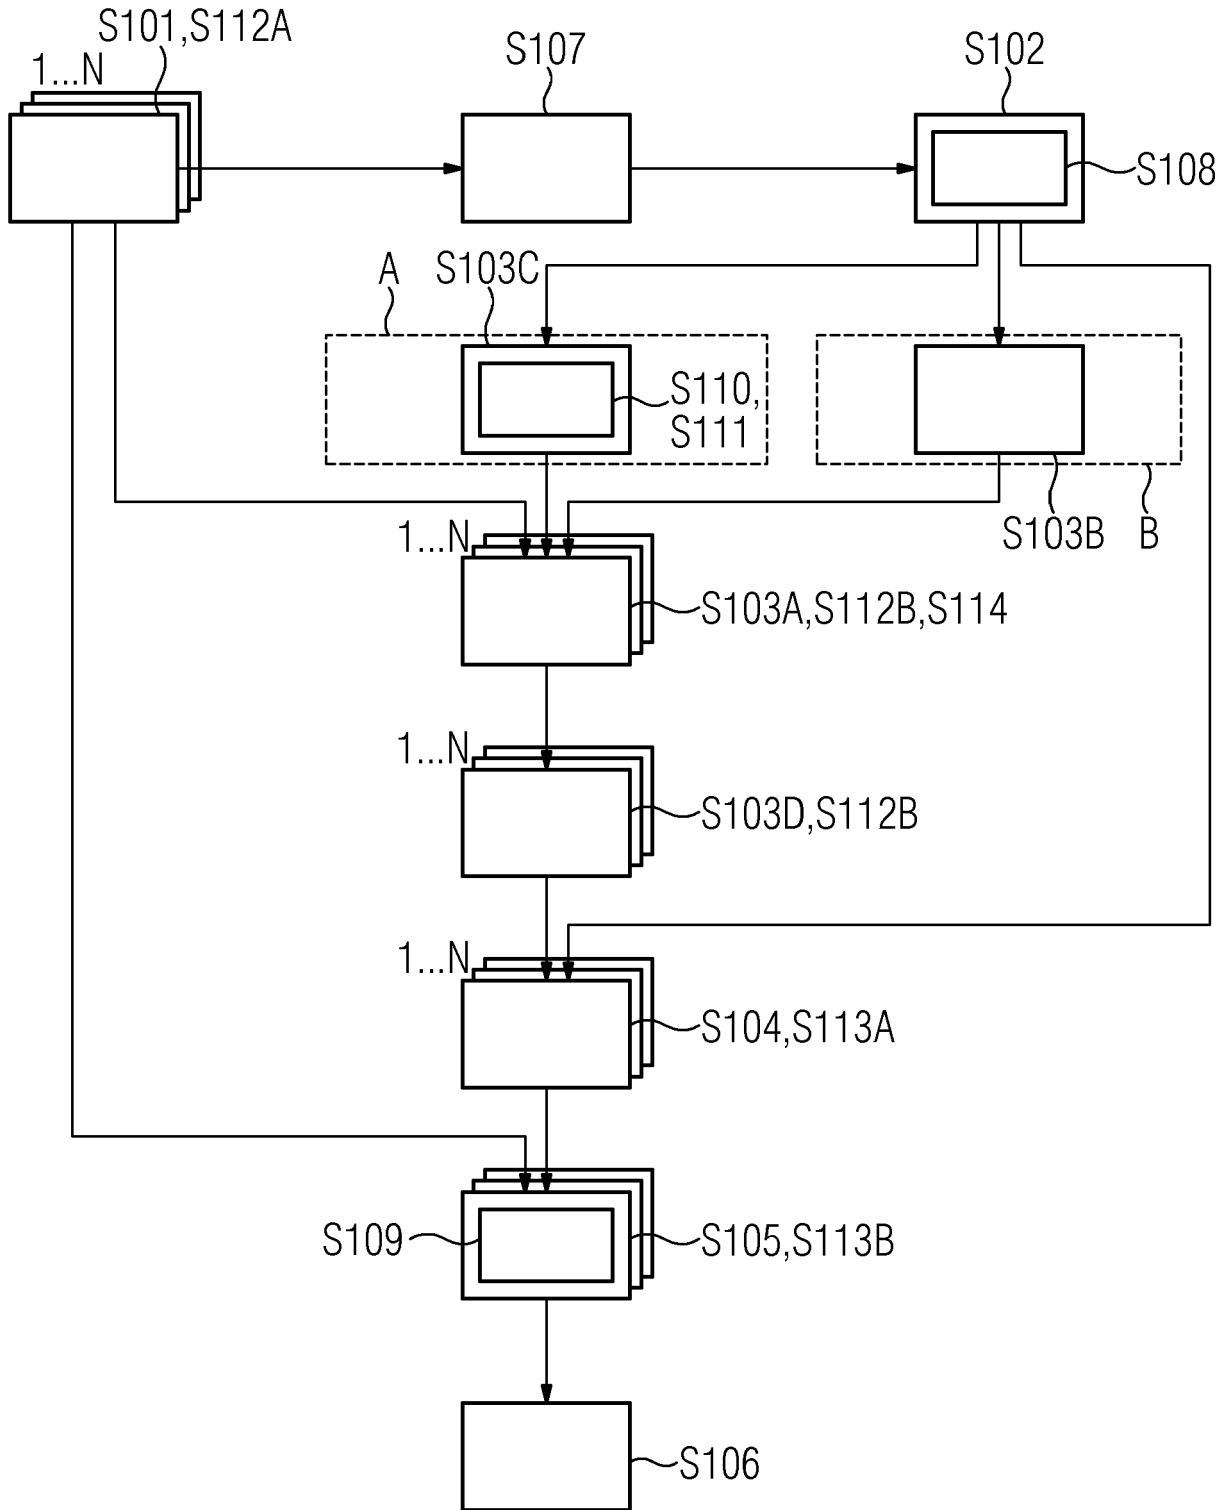 S101,S112A
1...N
S107
S102
S108
A
S103C
S110,
S111
S103B
B
1...N
S103A,S112B,S114
1...N
S103D,S112B
1...N
S104,S113A
S109
S105,S113B
S106